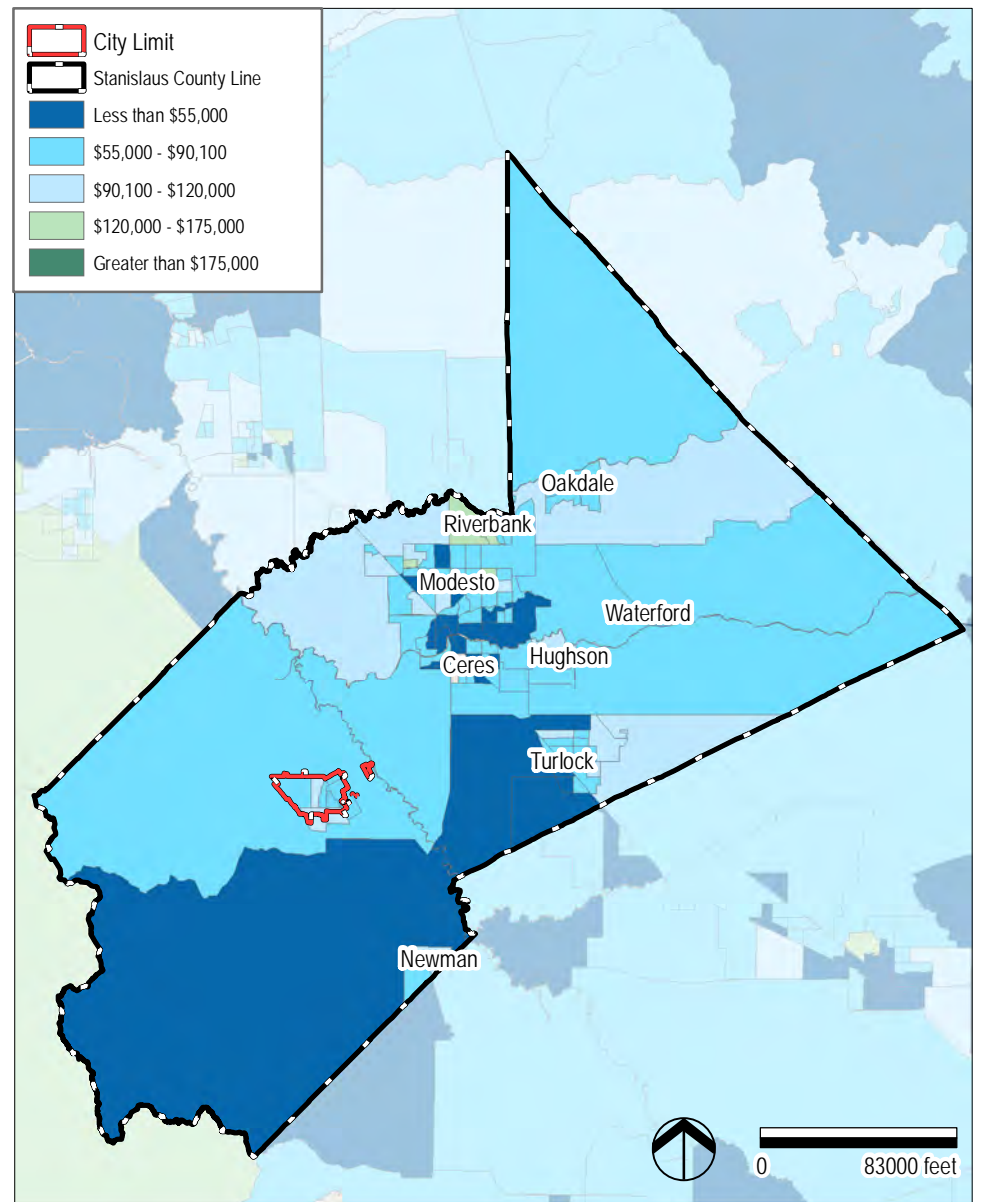 City Limit
Stanislaus County Line
Less than $55,000
$55,000 - $90,100
$90,100 - $120,000
$120,000 - $175,000
Greater than $175,000
Oakdale
Riverbank
Modesto
Waterford
Hughson
Ceres
Turlock
Newman
0
83000 feet